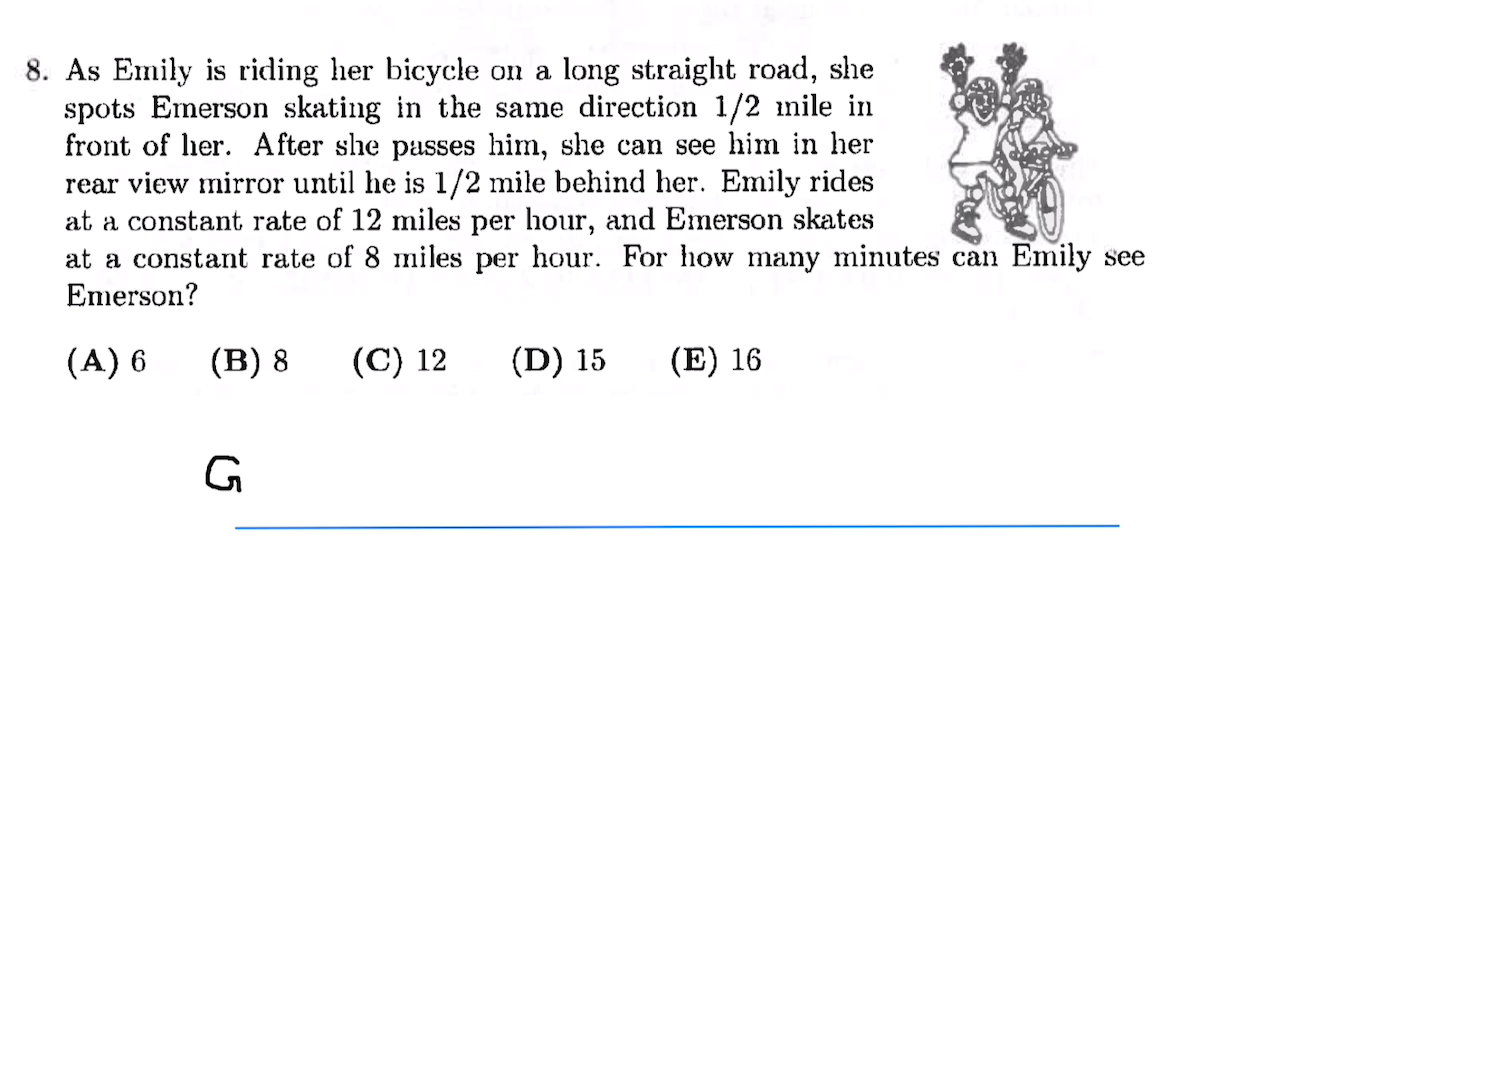 8. As Emily is riding her bicycle on a long straight road, she
spots Emerson skating in the same direction 1/2 mile in
front of her. After she passes him, she can see him in her
rear view mirror until he is 1/2 mile behind her. Emily rides
at a constant rate of 12 miles per hour, and Emerson skates
at a constant rate of 8 miles per hour. For how many minutes can Emily see
Emerson?
(A) 6 (B) 8 (C) 12 (D) 15 (E) 16
G